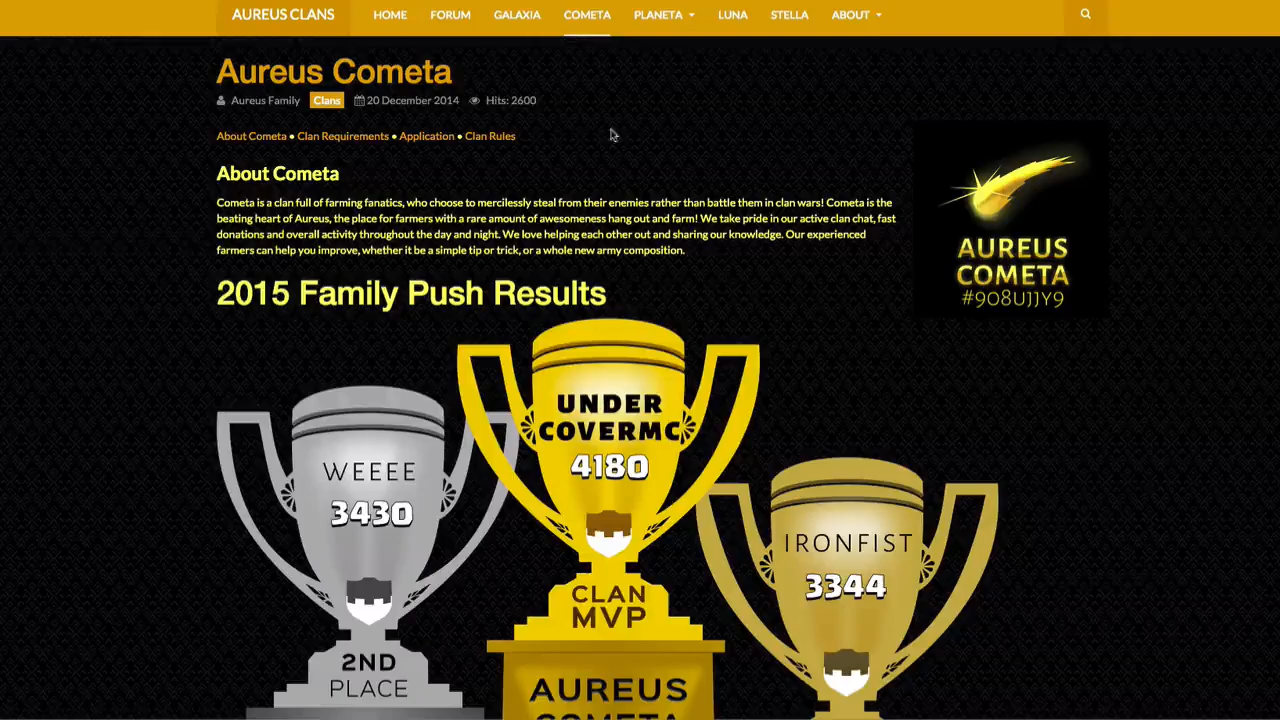 AUREUS CLANS HOME FORUM GALAXIA COMETA PLANETA LUNA STELLA ABOUT
Aureus Cometa
Aureus Family Clans 20 December 2014 Hits: 2600
About Cometa • Clan Requirements • Application • Clan Rules
About Cometa
Cometa is a clan full of farming fanatics, who choose to mercilessly steal from their enemies rather than battle them in clan wars! Cometa is the
beating heart of Aureus, the place for farmers with a rare amount of awesomeness hang out and farm! We take pride in our active clan chat, fast
donations and overall activity throughout the day and night. We love helping each other out and sharing our knowledge. Our experienced
farmers can help you improve, whether it be a simple tip or trick, or a whole new army composition.
AUREUS
COMETA
#908UJJY9
2015 Family Push Results
UNDER
COVERMC
4180
CLAN
MVP
AUREUS
COMETA
WEEEE
3430
2ND
PLACE
IRONFIST
3344